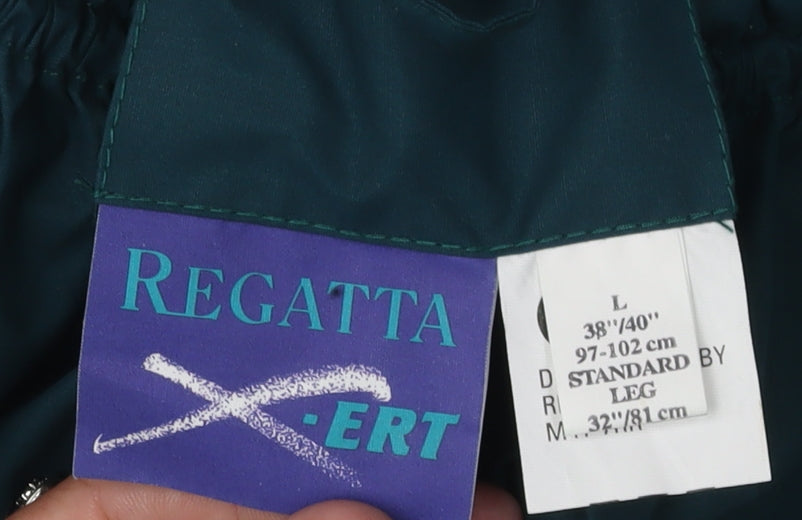 REGATTA
X-ERT
L
38"/40"
97-102 cm
STANDARD
LEG
32"/81 cm
BY